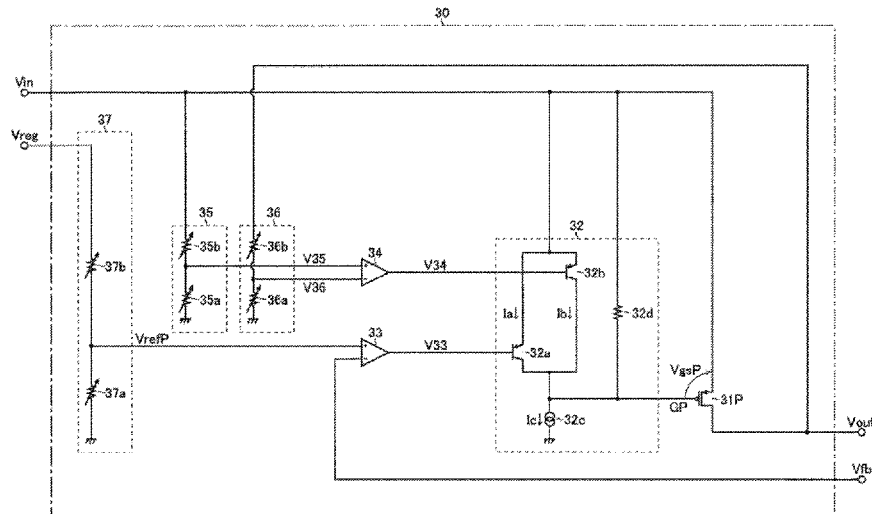 30
Vin
Vreg
37
35
36
32
35b
36b
34
37b
V35
V34
32b
V36
35a
36a
Ia↓
Ib↓
32d
33
VrefP
V33
32a
VgsP
37a
GP
31P
Ic↓
32c
Vout
Vfb